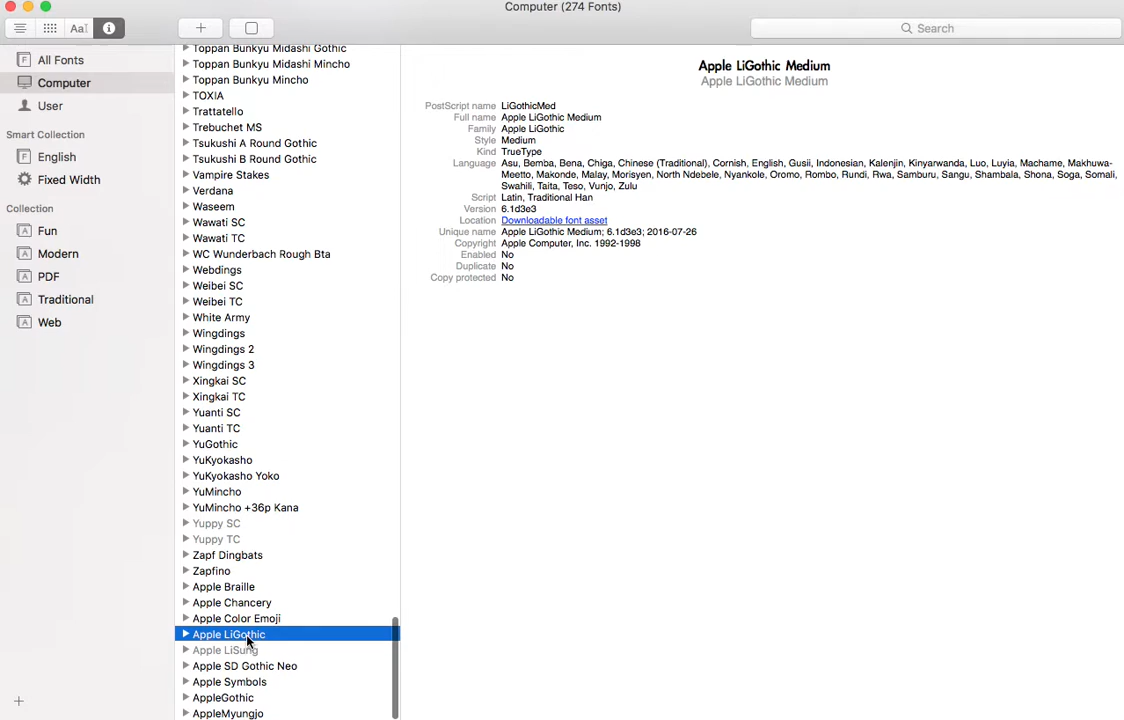 Computer (274 Fonts)
Aa
Search
All Fonts
Computer
User
Smart Collection
English
Fixed Width
Collection
Fun
Modern
PDF
Traditional
Web
Toppan Bunkyu Midashi Gothic
Toppan Bunkyu Midashi Mincho
Toppan Bunkyu Mincho
TOXIA
Trattatello
Trebuchet MS
Tsukushi A Round Gothic
Tsukushi B Round Gothic
Vampire Stakes
Verdana
Waseem
Wawati SC
Wawati TC
WC Wunderbach Rough Bta
Webdings
Weibei SC
Weibei TC
White Army
Wingdings
Wingdings 2
Wingdings 3
Xingkai SC
Xingkai TC
Yuanti SC
Yuanti TC
YuGothic
YuKyokasho
YuKyokasho Yoko
YuMincho
YuMincho +36p Kana
Yuppy SC
Yuppy TC
Zapf Dingbats
Zapfino
Apple Braille
Apple Chancery
Apple Color Emoji
Apple LiGothic
Apple LiSung
Apple SD Gothic Neo
Apple Symbols
AppleGothic
AppleMyungjo
Apple LiGothic Medium
Apple LiGothic Medium
PostScript name LiGothicMed
Full name Apple LiGothic Medium
Family Apple LiGothic
Style Medium
Kind TrueType
Language Asu, Bemba, Bena, Chiga, Chinese (Traditional), Cornish, English, Gusii, Indonesian, Kalenjin, Kinyarwanda, Luo, Luyia, Machame, Makhuwa-
Meetto, Makonde, Malay, Morisyen, North Ndebele, Nyankole, Oromo, Rombo, Rundi, Rwa, Samburu, Sangu, Shambala, Shona, Soga, Somali,
Swahili, Taita, Teso, Vunjo, Zulu
Script Latin, Traditional Han
Version 6.1d3e3
Location Downloadable font asset
Unique name Apple LiGothic Medium; 6.1d3e3; 2016-07-26
Copyright Apple Computer, Inc. 1992-1998
Enabled No
Duplicate No
Copy protected No